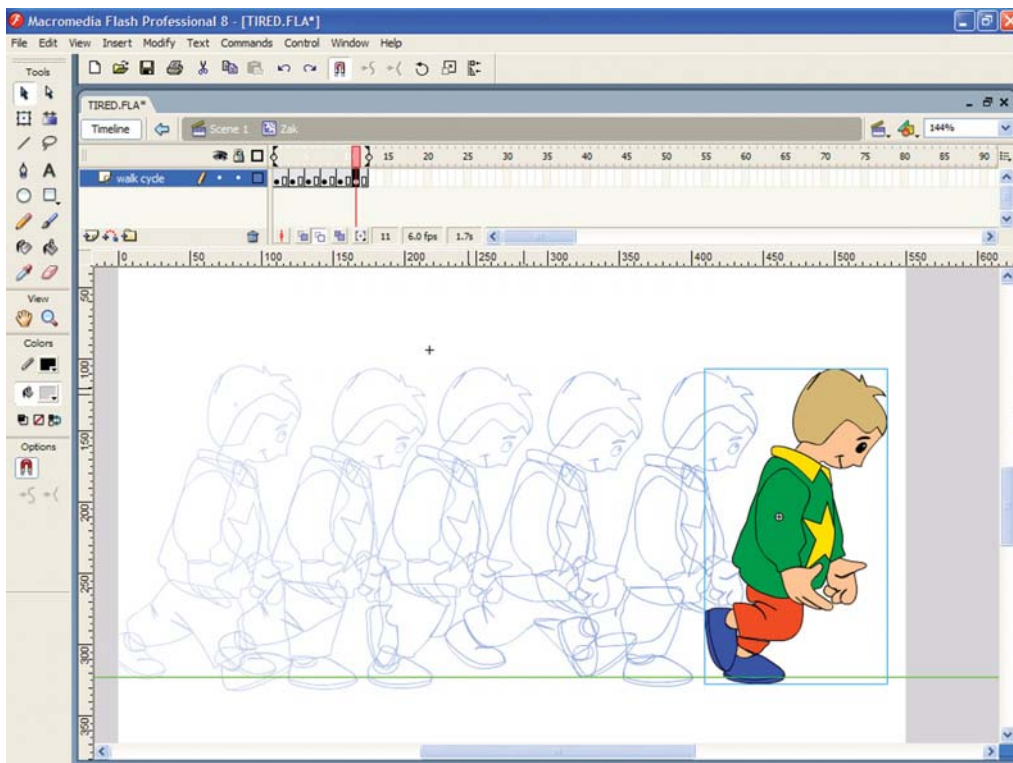 Macromedia Flash Professional 8 - [TIRED.FLA*]
File Edit View Insert Modify Text Commands Control Window Help
Tools
TIRED.FLA*
Timeline Scene 1 Zak 144%
15 20 25 30 35 40 45 50 55 60 65 70 75 80 85 90
walk cycle
11 6.0 fps 1.7s
0 50 100 150 200 250 300 350 400 450 500 550 600
50
100
150
200
250
300
350
View
Colors
Options
A